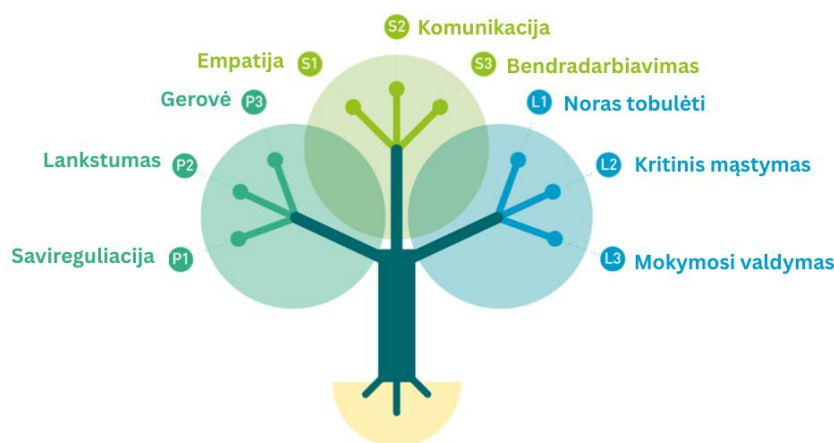 S2 Komunikacija
Empatija S1
S3 Bendradarbiavimas
Gerovė P3
L1 Noras tobulėti
Lankstumas P2
L2 Kritinis mąstymas
Savireguliacija P1
L3 Mokymosi valdymas